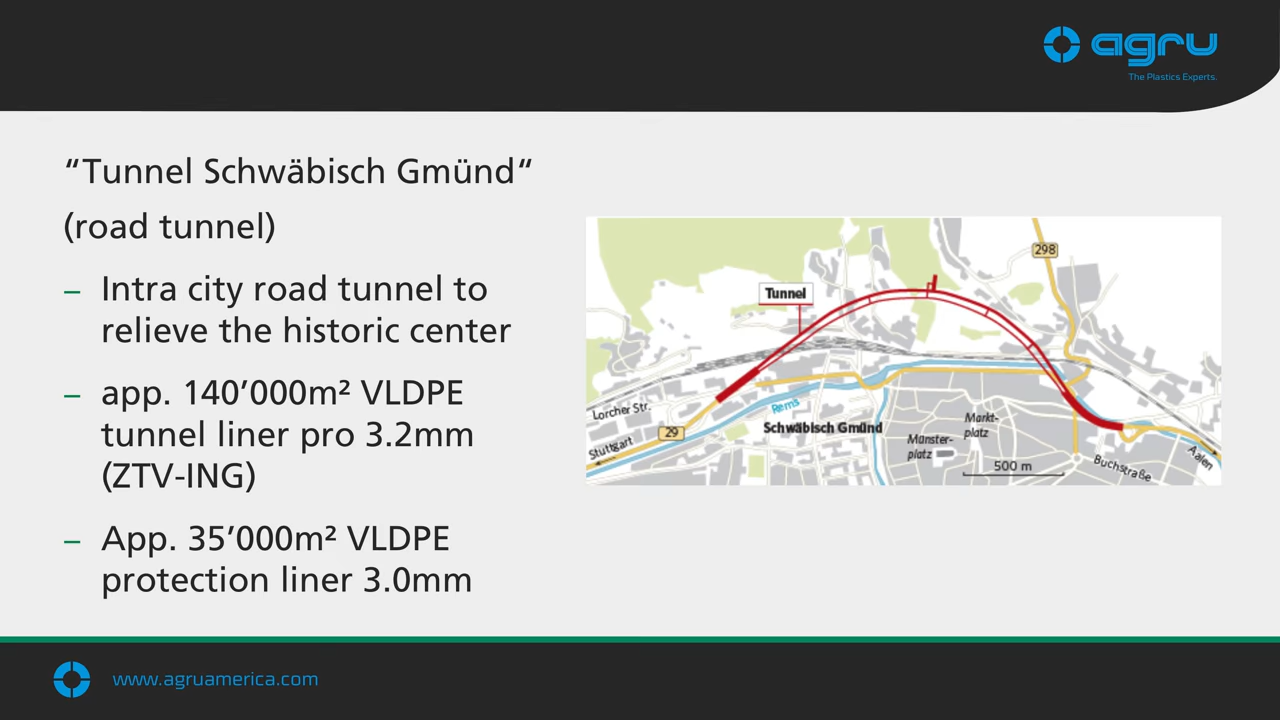 agru
The Plastics Experts.
“Tunnel Schwäbisch Gmünd“
(road tunnel)
– Intra city road tunnel to
relieve the historic center
– app. 140’000m² VLDPE
tunnel liner pro 3.2mm
(ZTV-ING)
– App. 35’000m² VLDPE
protection liner 3.0mm
298
Tunnel
Lorcher Str.
Rems
29
Stuttgart
Schwäbisch Gmünd
Markt-
platz
Münster-
platz
500 m
Buchstraße
Aalen
www.agruamerica.com